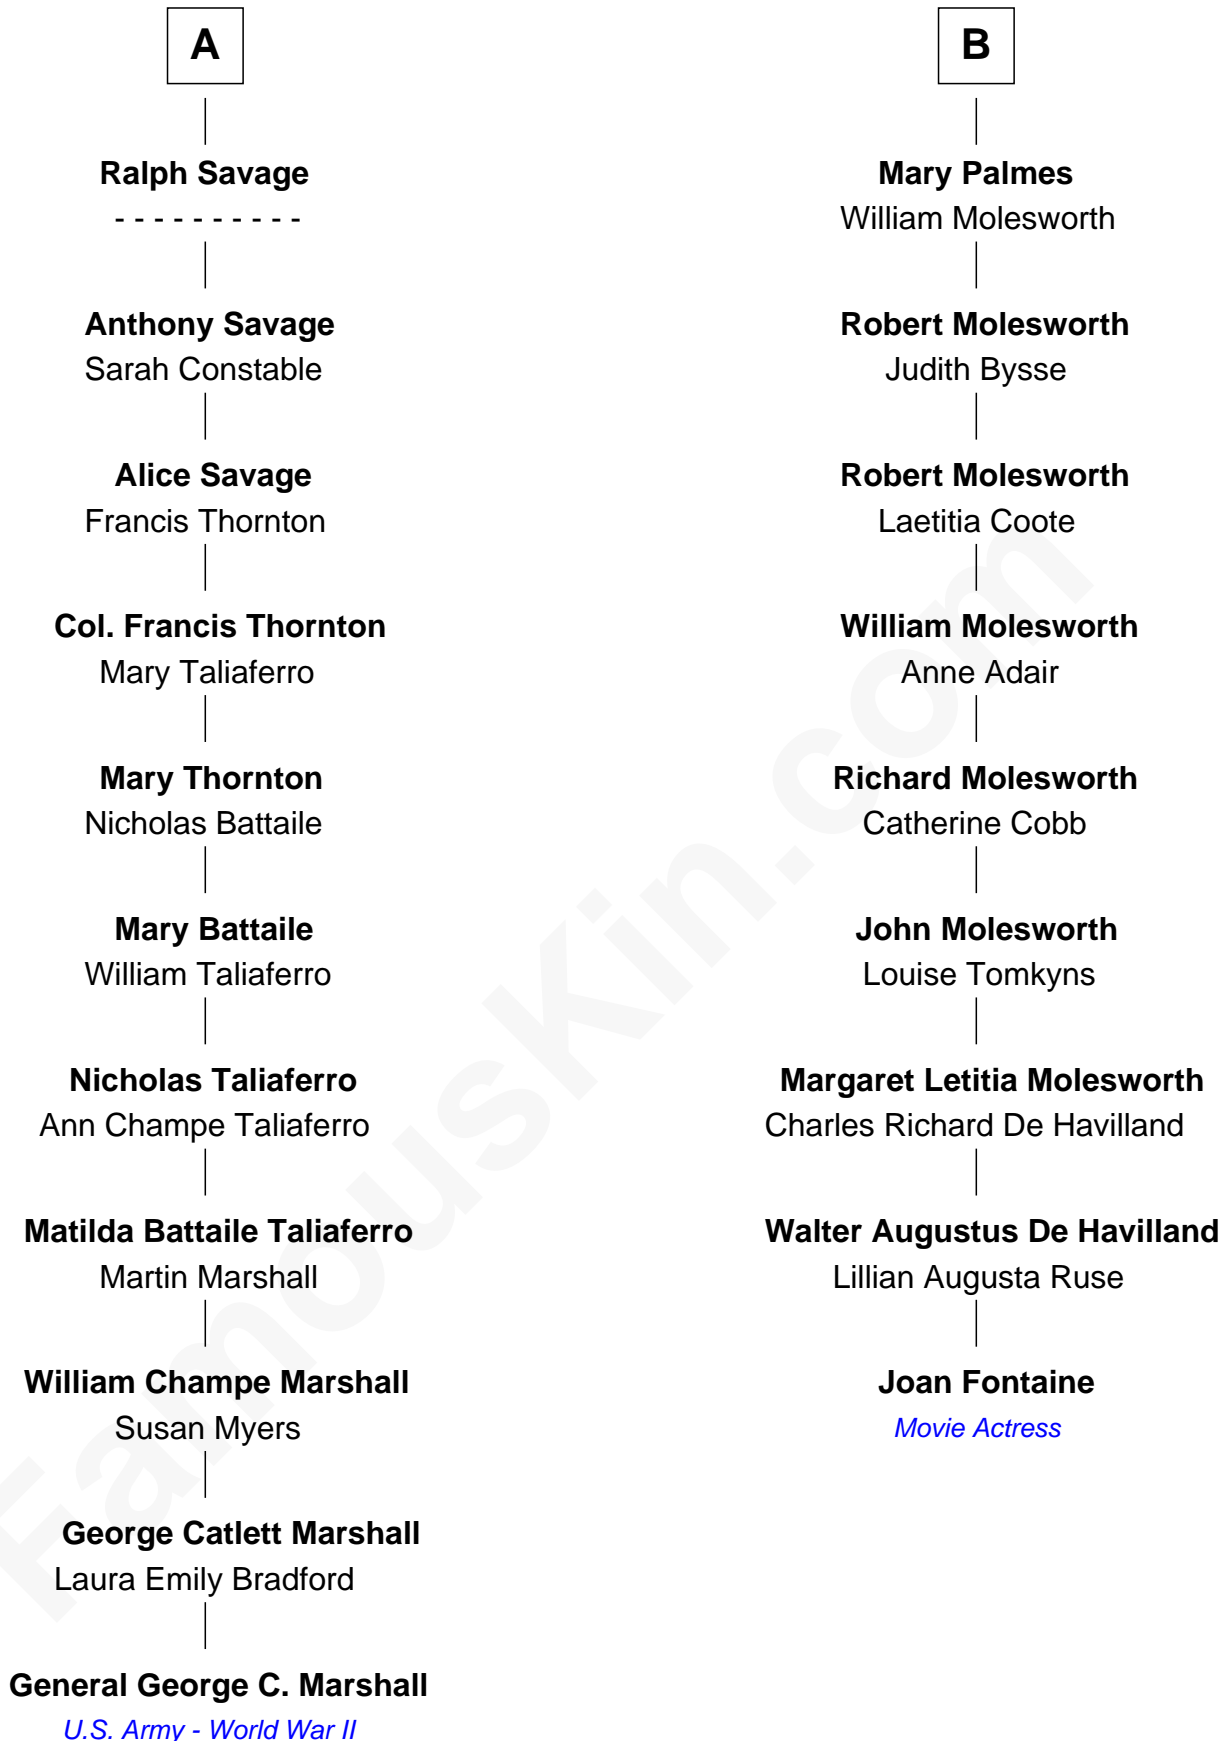 A
Ralph Savage
- - - - - - - - - -
Anthony Savage
Sarah Constable
Alice Savage
Francis Thornton
Col. Francis Thornton
Mary Taliaferro
Mary Thornton
Nicholas Battaile
Mary Battaile
William Taliaferro
Nicholas Taliaferro
Ann Champe Taliaferro
Matilda Battaile Taliaferro
Martin Marshall
William Champe Marshall
Susan Myers
George Catlett Marshall
Laura Emily Bradford
General George C. Marshall
U.S. Army - World War II
B
Mary Palmes
William Molesworth
Robert Molesworth
Judith Bysse
Robert Molesworth
Laetitia Coote
William Molesworth
Anne Adair
Richard Molesworth
Catherine Cobb
John Molesworth
Louise Tomkyns
Margaret Letitia Molesworth
Charles Richard De Havilland
Walter Augustus De Havilland
Lillian Augusta Ruse
Joan Fontaine
Movie Actress
FamousKin.com